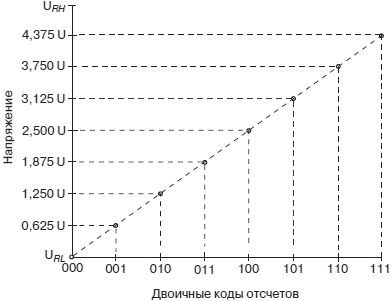 U_RH
4,375 U
3,750 U
3,125 U
2,500 U
1,875 U
1,250 U
0,625 U
U_RL
Напряжение
000 001 010 011 100 101 110 111
Двоичные коды отсчетов